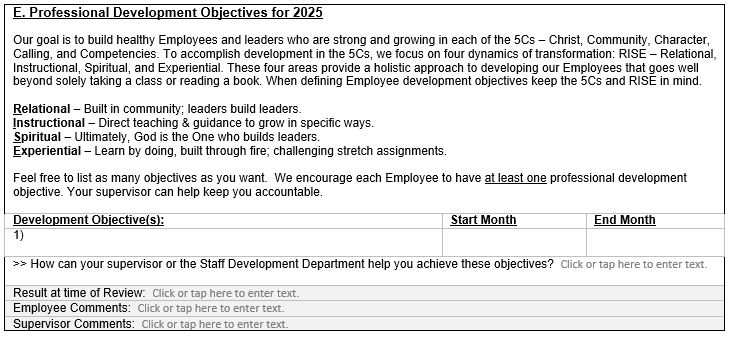 E. Professional Development Objectives for 2025
Our goal is to build healthy Employees and leaders who are strong and growing in each of the 5Cs – Christ, Community, Character,
Calling, and Competencies. To accomplish development in the 5Cs, we focus on four dynamics of transformation: RISE – Relational,
Instructional, Spiritual, and Experiential. These four areas provide a holistic approach to developing our Employees that goes well
beyond solely taking a class or reading a book. When defining Employee development objectives keep the 5Cs and RISE in mind.
Relational – Built in community; leaders build leaders.
Instructional – Direct teaching & guidance to grow in specific ways.
Spiritual – Ultimately, God is the One who builds leaders.
Experiential – Learn by doing, built through fire; challenging stretch assignments.
Feel free to list as many objectives as you want. We encourage each Employee to have at least one professional development
objective. Your supervisor can help keep you accountable.
Development Objective(s): Start Month End Month
1)
>> How can your supervisor or the Staff Development Department help you achieve these objectives? Click or tap here to enter text.
Result at time of Review: Click or tap here to enter text.
Employee Comments: Click or tap here to enter text.
Supervisor Comments: Click or tap here to enter text.